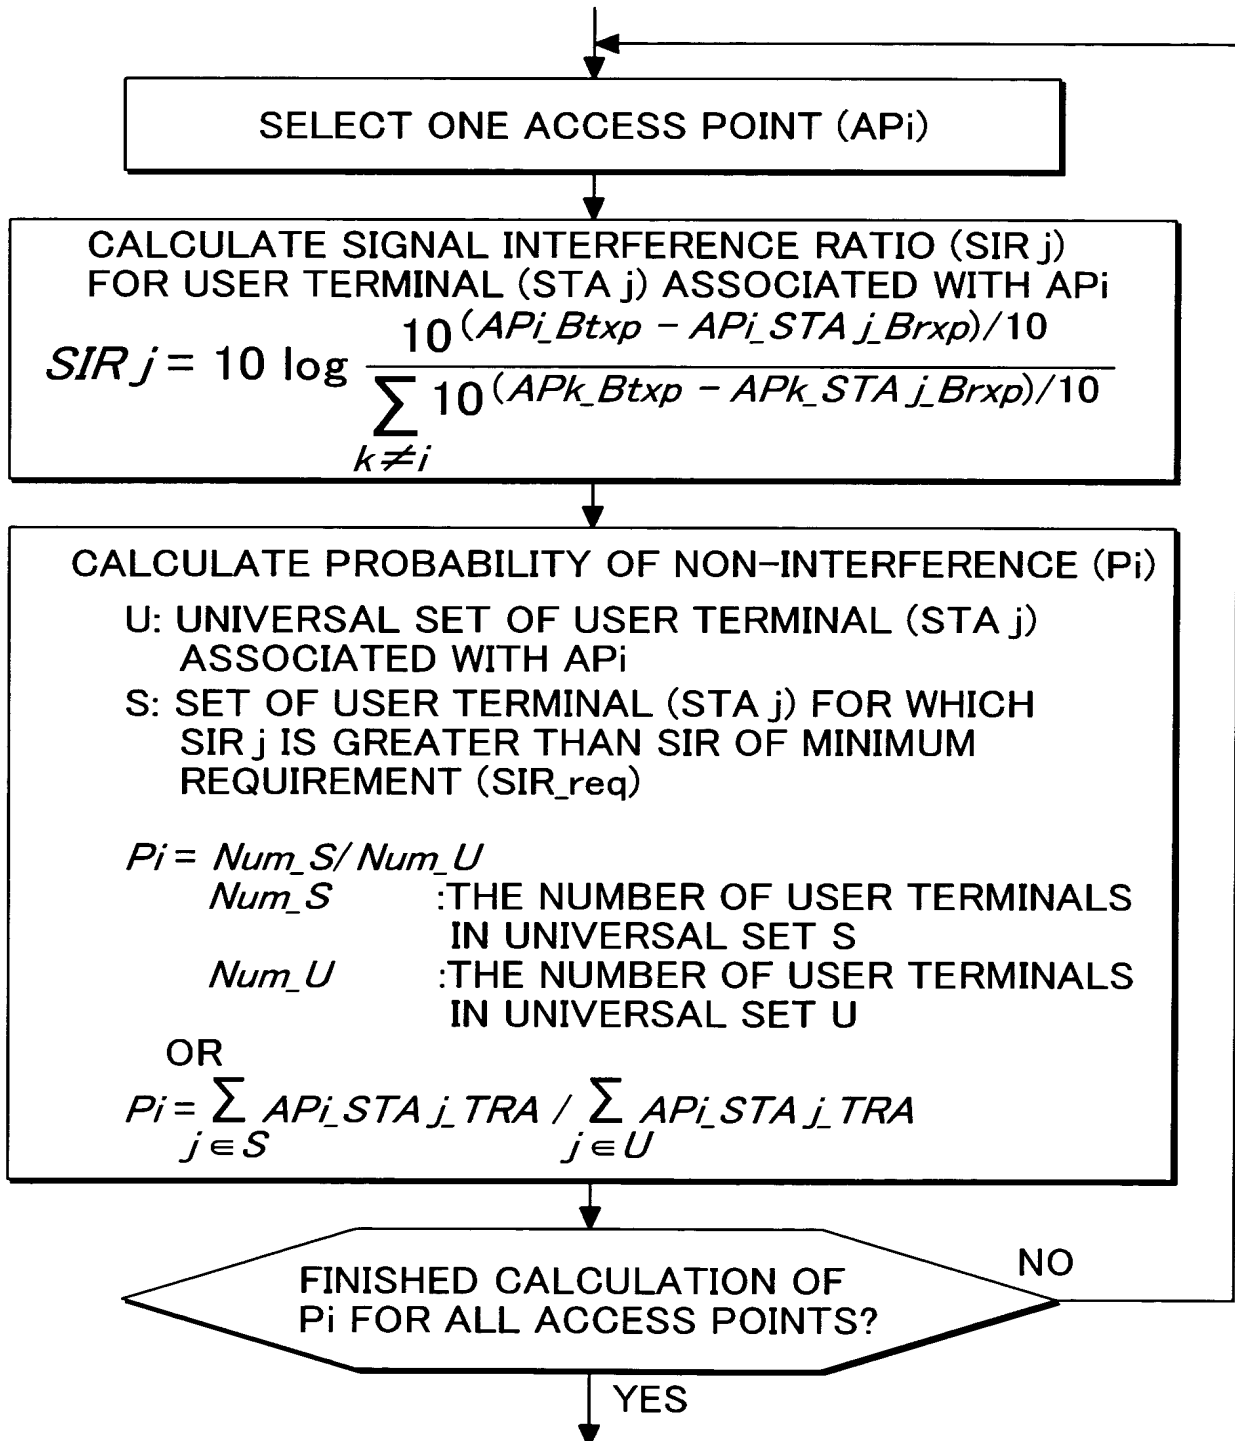 SELECT ONE ACCESS POINT (APi)
CALCULATE SIGNAL INTERFERENCE RATIO (SIR j)
FOR USER TERMINAL (STA j) ASSOCIATED WITH APi
SIR j = 10 log
10 (APi_Btxp − APi_STA j_Brxp)/10
∑ 10 (APk_Btxp − APk_STA j_Brxp)/10
k≠i
CALCULATE PROBABILITY OF NON-INTERFERENCE (Pi)
U: UNIVERSAL SET OF USER TERMINAL (STA j)
ASSOCIATED WITH APi
S: SET OF USER TERMINAL (STA j) FOR WHICH
SIR j IS GREATER THAN SIR OF MINIMUM
REQUIREMENT (SIR_req)
Pi = Num_S/ Num_U
Num_S :THE NUMBER OF USER TERMINALS
IN UNIVERSAL SET S
Num_U :THE NUMBER OF USER TERMINALS
IN UNIVERSAL SET U
OR
Pi = ∑ APi_STA j_TRA / ∑ APi_STA j_TRA
j ∈ S j ∈ U
FINISHED CALCULATION OF
Pi FOR ALL ACCESS POINTS?
NO
YES